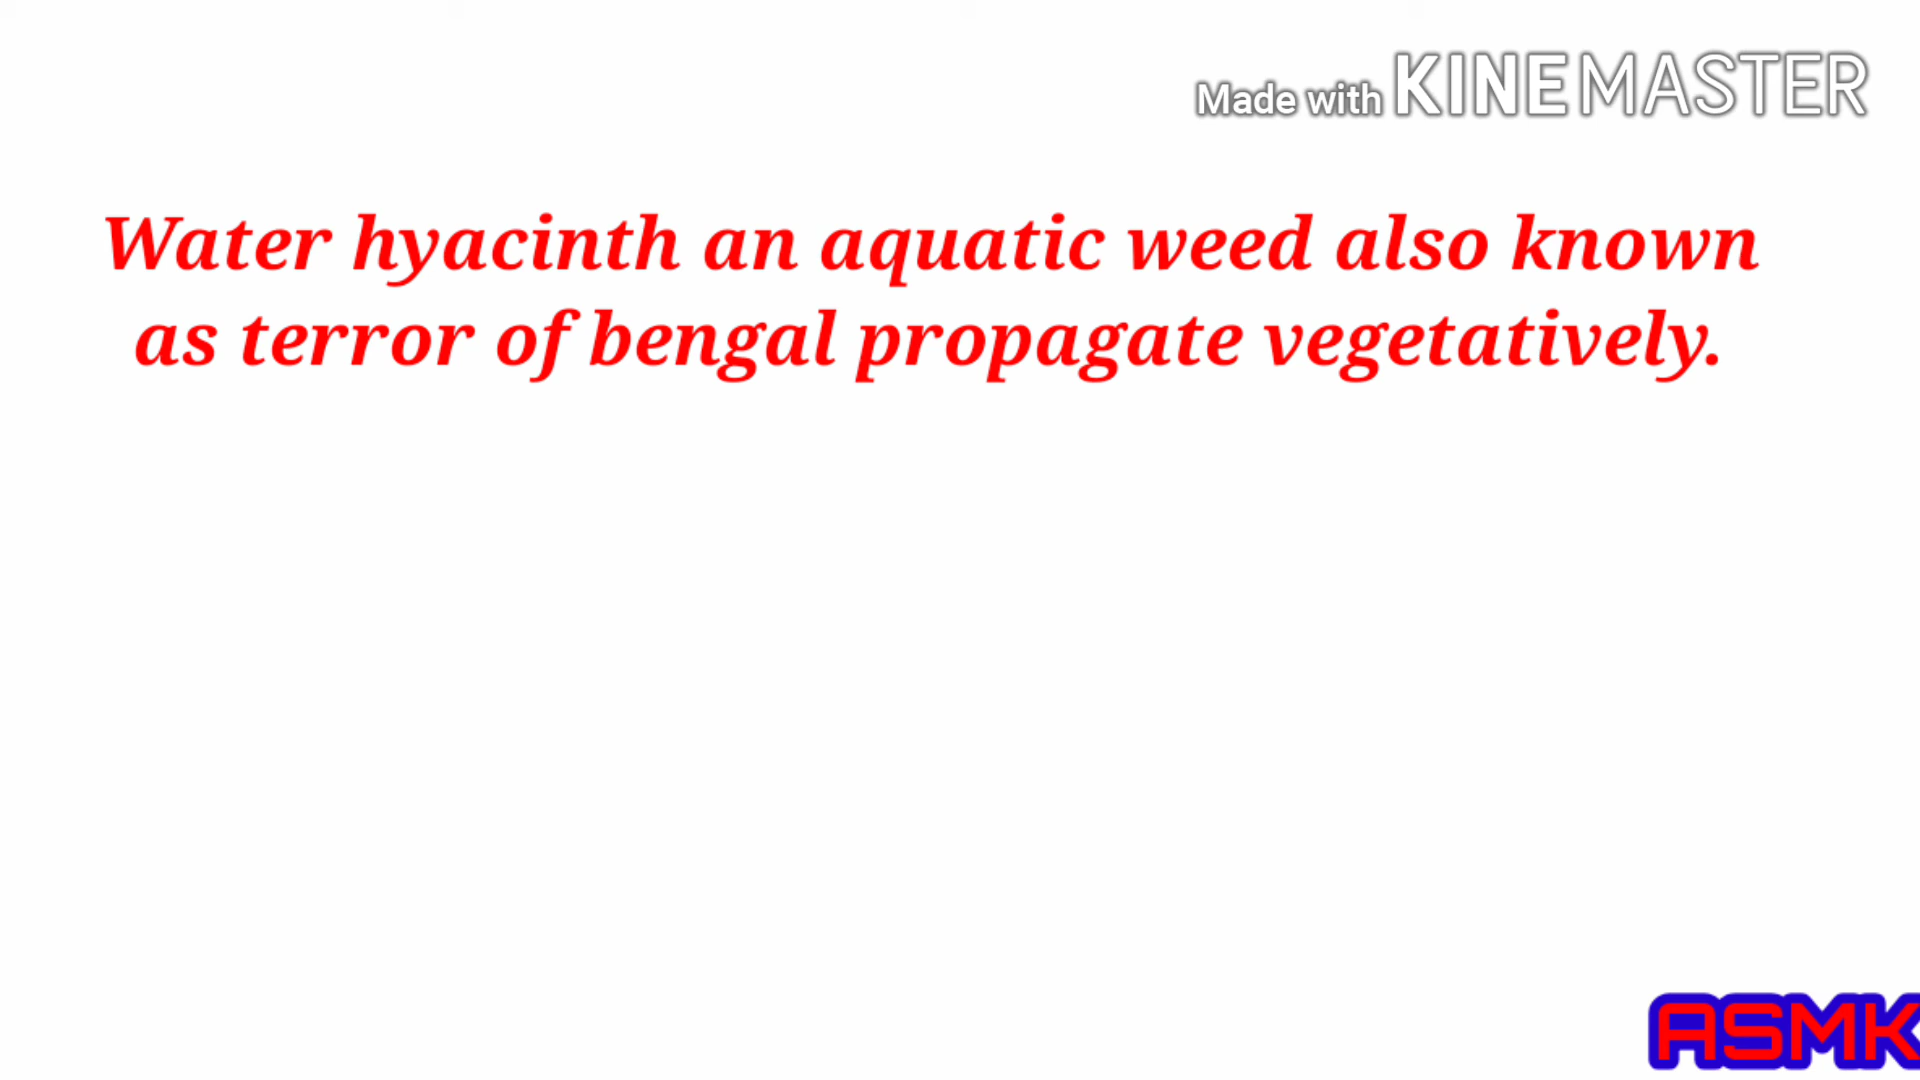 Made with KINEMASTER
Water hyacinth an aquatic weed also known
as terror of bengal propagate vegetatively.
ASMK